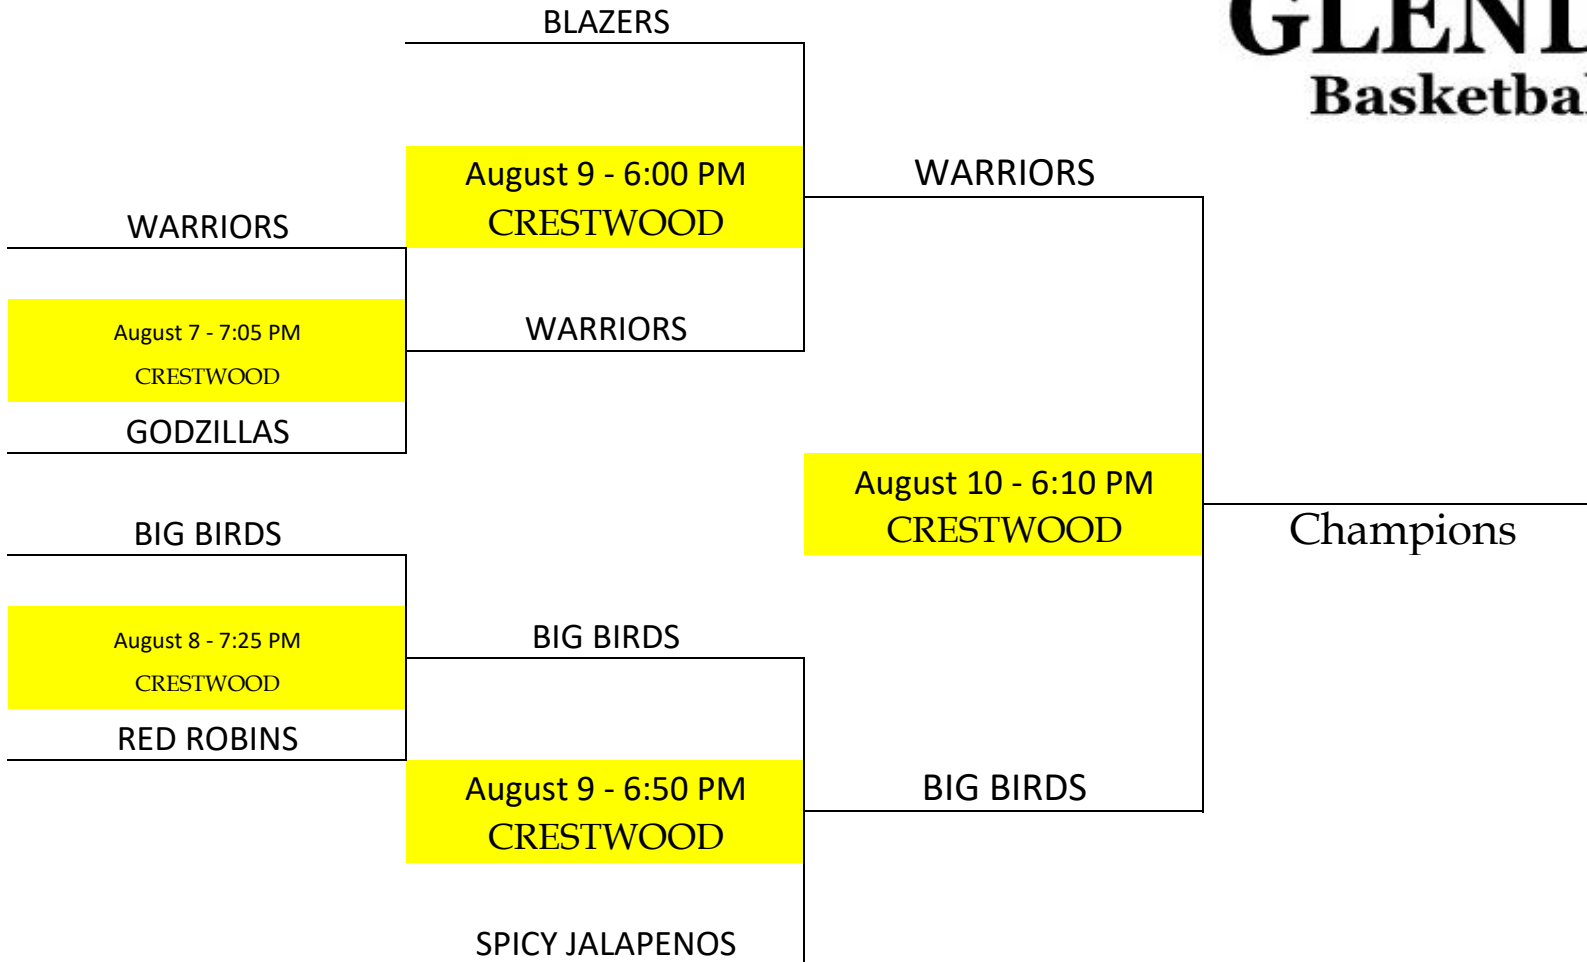 BLAZERS
Basketbal
August 9 - 6:00 PM
CRESTWOOD
WARRIORS
WARRIORS
August 7 - 7:05 PM
CRESTWOOD
WARRIORS
GODZILLAS
August 10 - 6:10 PM
CRESTWOOD
Champions
BIG BIRDS
August 8 - 7:25 PM
CRESTWOOD
BIG BIRDS
RED ROBINS
August 9 - 6:50 PM
CRESTWOOD
BIG BIRDS
SPICY JALAPENOS